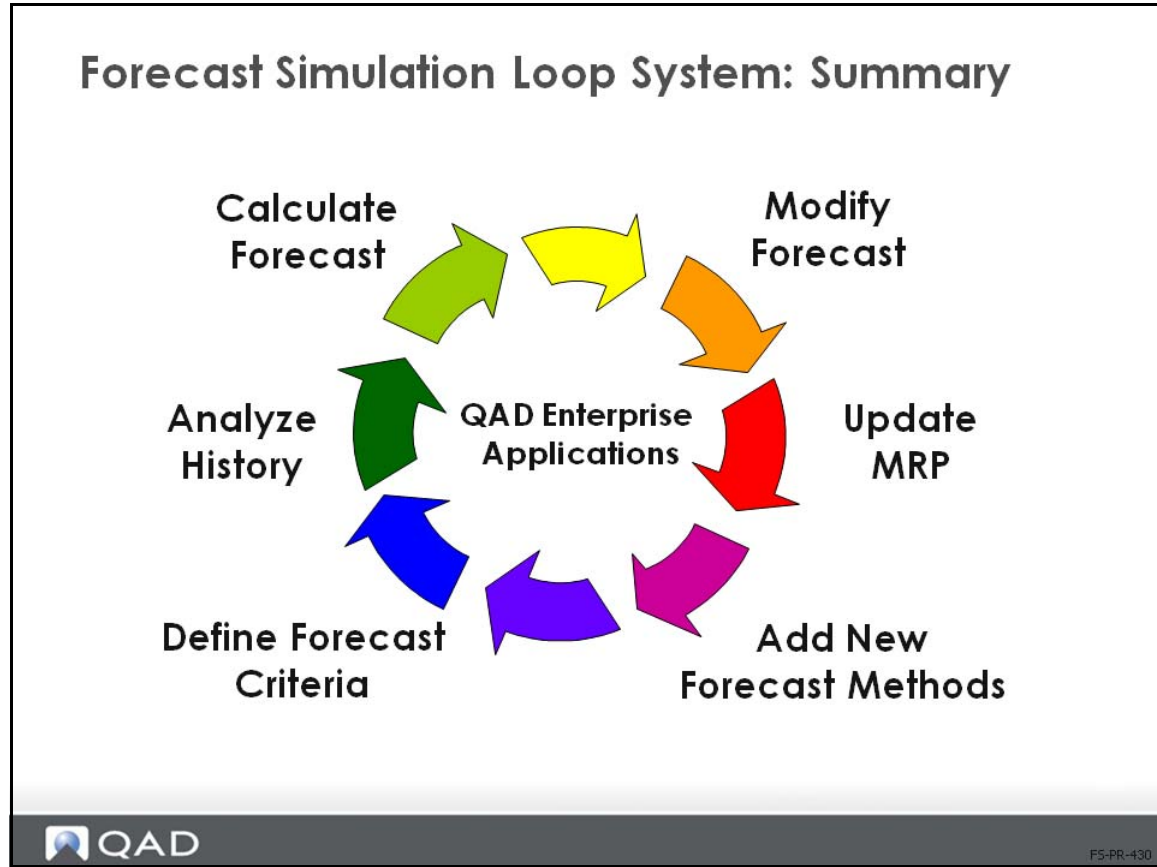 Forecast Simulation Loop System: Summary
Calculate
Forecast
Modify
Forecast
Analyze
History
QAD Enterprise
Applications
Update
MRP
Define Forecast
Criteria
Add New
Forecast Methods
QAD
FS-PR-430